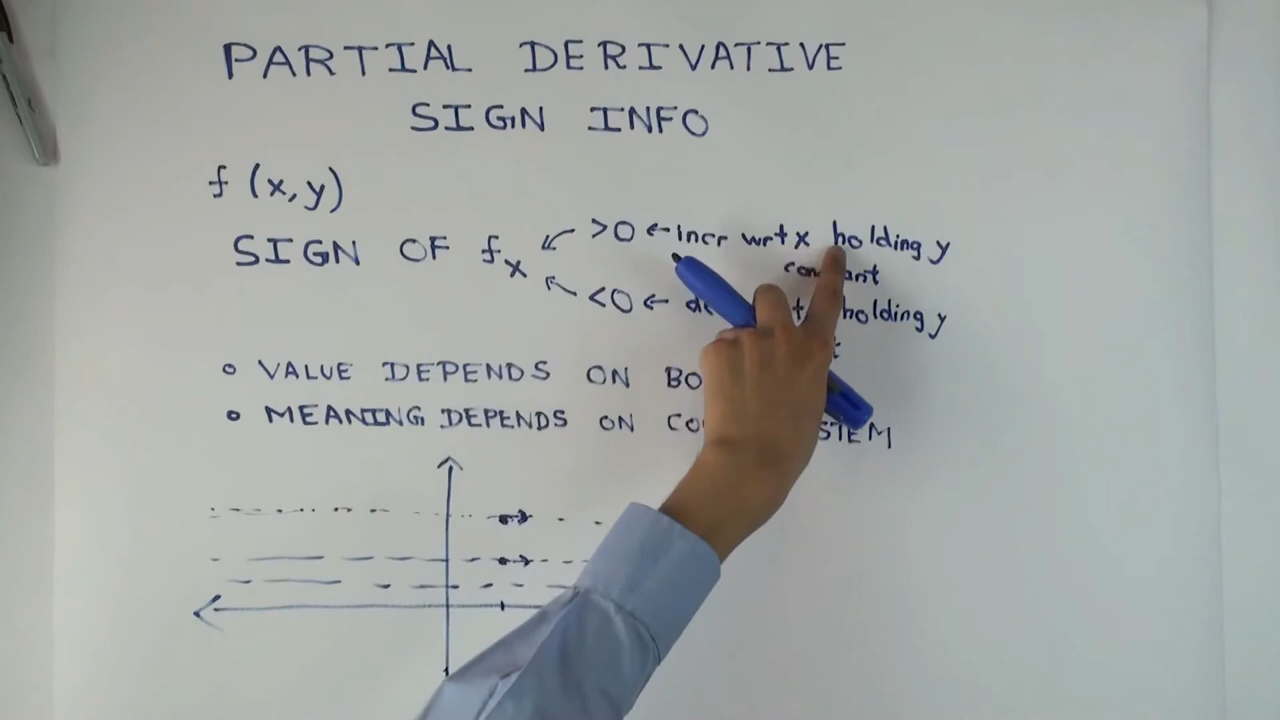 PARTIAL DERIVATIVE
SIGN INFO
f (x,y)
SIGN OF fx
>0 ← incr wrt x holding y
<0 ← holding y
• VALUE DEPENDS ON
• MEANING DEPENDS ON